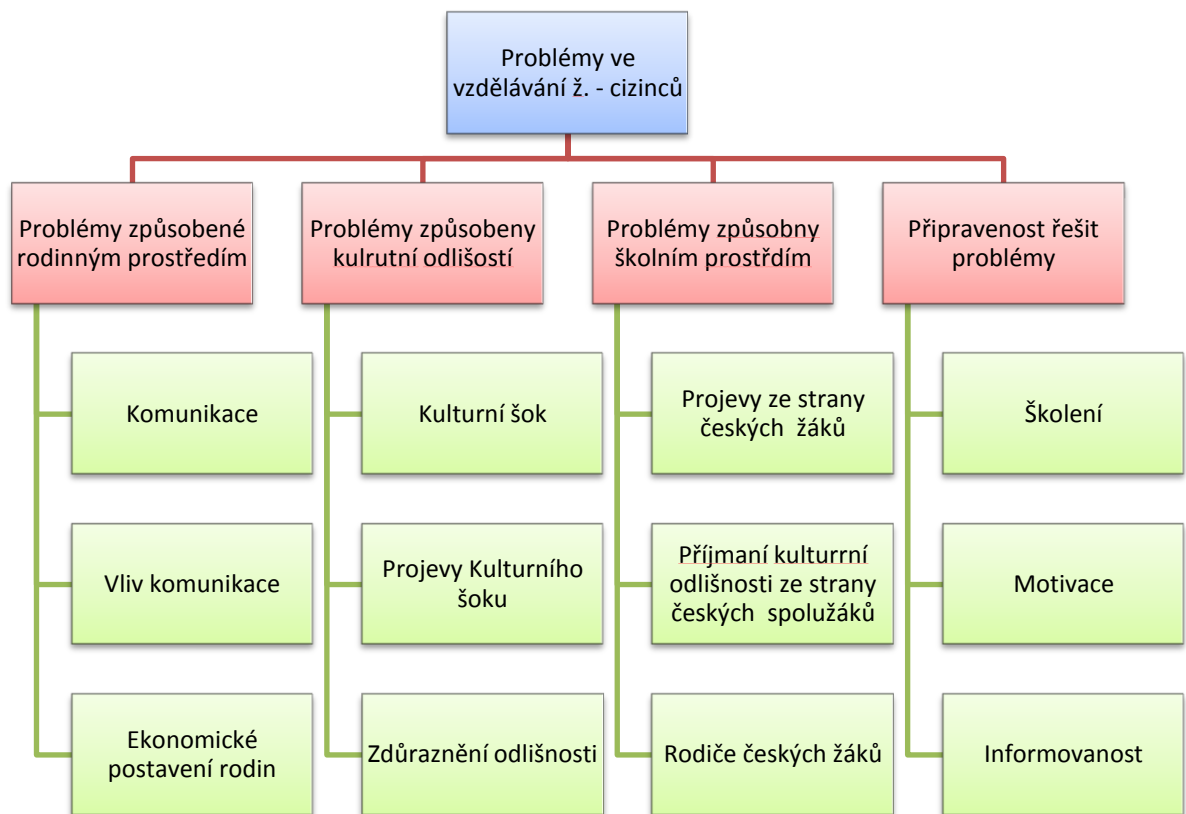 Problémy ve
vzdělávání ž. - cizinců
Problémy způsobené
rodinným prostředím
Problémy způsobeny
kulrutní odlišostí
Problémy způsobny
školním prostřdím
Připravenost řešit
problémy
Komunikace
Vliv komunikace
Ekonomické
postavení rodin
Kulturní šok
Projevy Kulturního
šoku
Zdůraznění odlišnosti
Projevy ze strany
českých žáků
Příjmaní kulturrní
odlišnosti ze strany
českých spolužáků
Rodiče českých žáků
Školení
Motivace
Informovanost